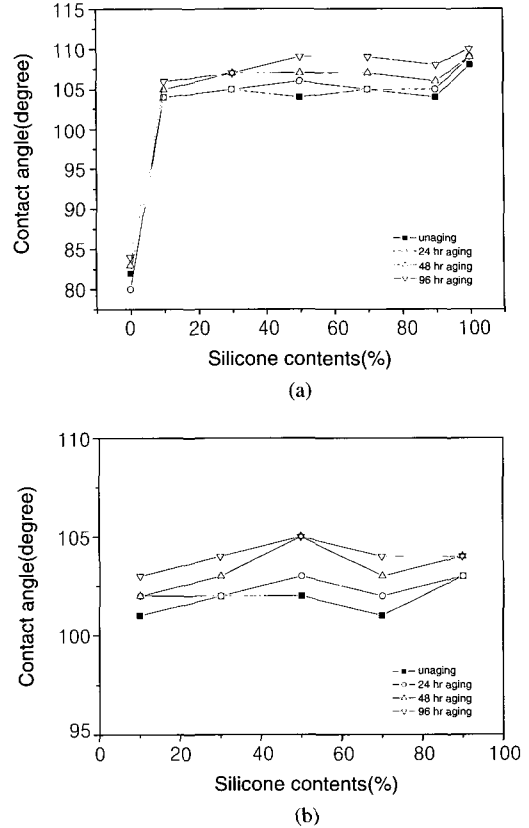 115
110
105
100
95
90
85
80
Contact angle(degree)
unaging
24 hr aging
48 hr aging
96 hr aging
0 20 40 60 80 100
Silicone contents(%)
(a)
110
105
100
95
Contact angle(degree)
unaging
24 hr aging
48 hr aging
96 hr aging
0 20 40 60 80 100
Silicone contents(%)
(b)